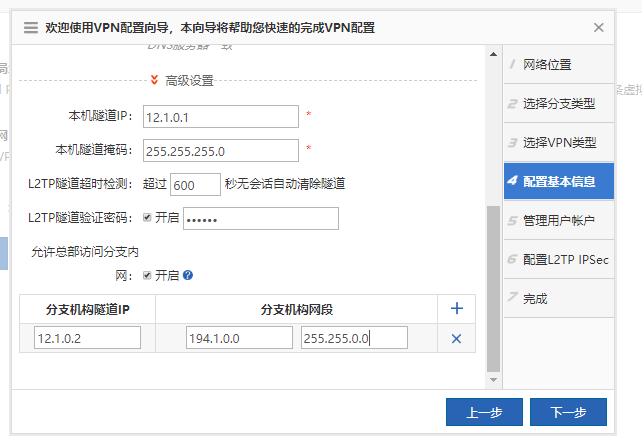 欢迎使用VPN配置向导，本向导将帮助您快速的完成VPN配置
高级设置
本机隧道IP： 12.1.0.1 *
本机隧道掩码： 255.255.255.0 *
L2TP隧道超时检测： 超过 600 秒无会话自动清除隧道
L2TP隧道验证密码： 开启 ••••••
允许总部访问分支内
网： 开启
分支机构隧道IP 分支机构网段
12.1.0.2 194.1.0.0 255.255.0.0
上一步 下一步
1 网络位置
2 选择分支类型
3 选择VPN类型
4 配置基本信息
5 管理用户帐户
6 配置L2TP IPSec
7 完成